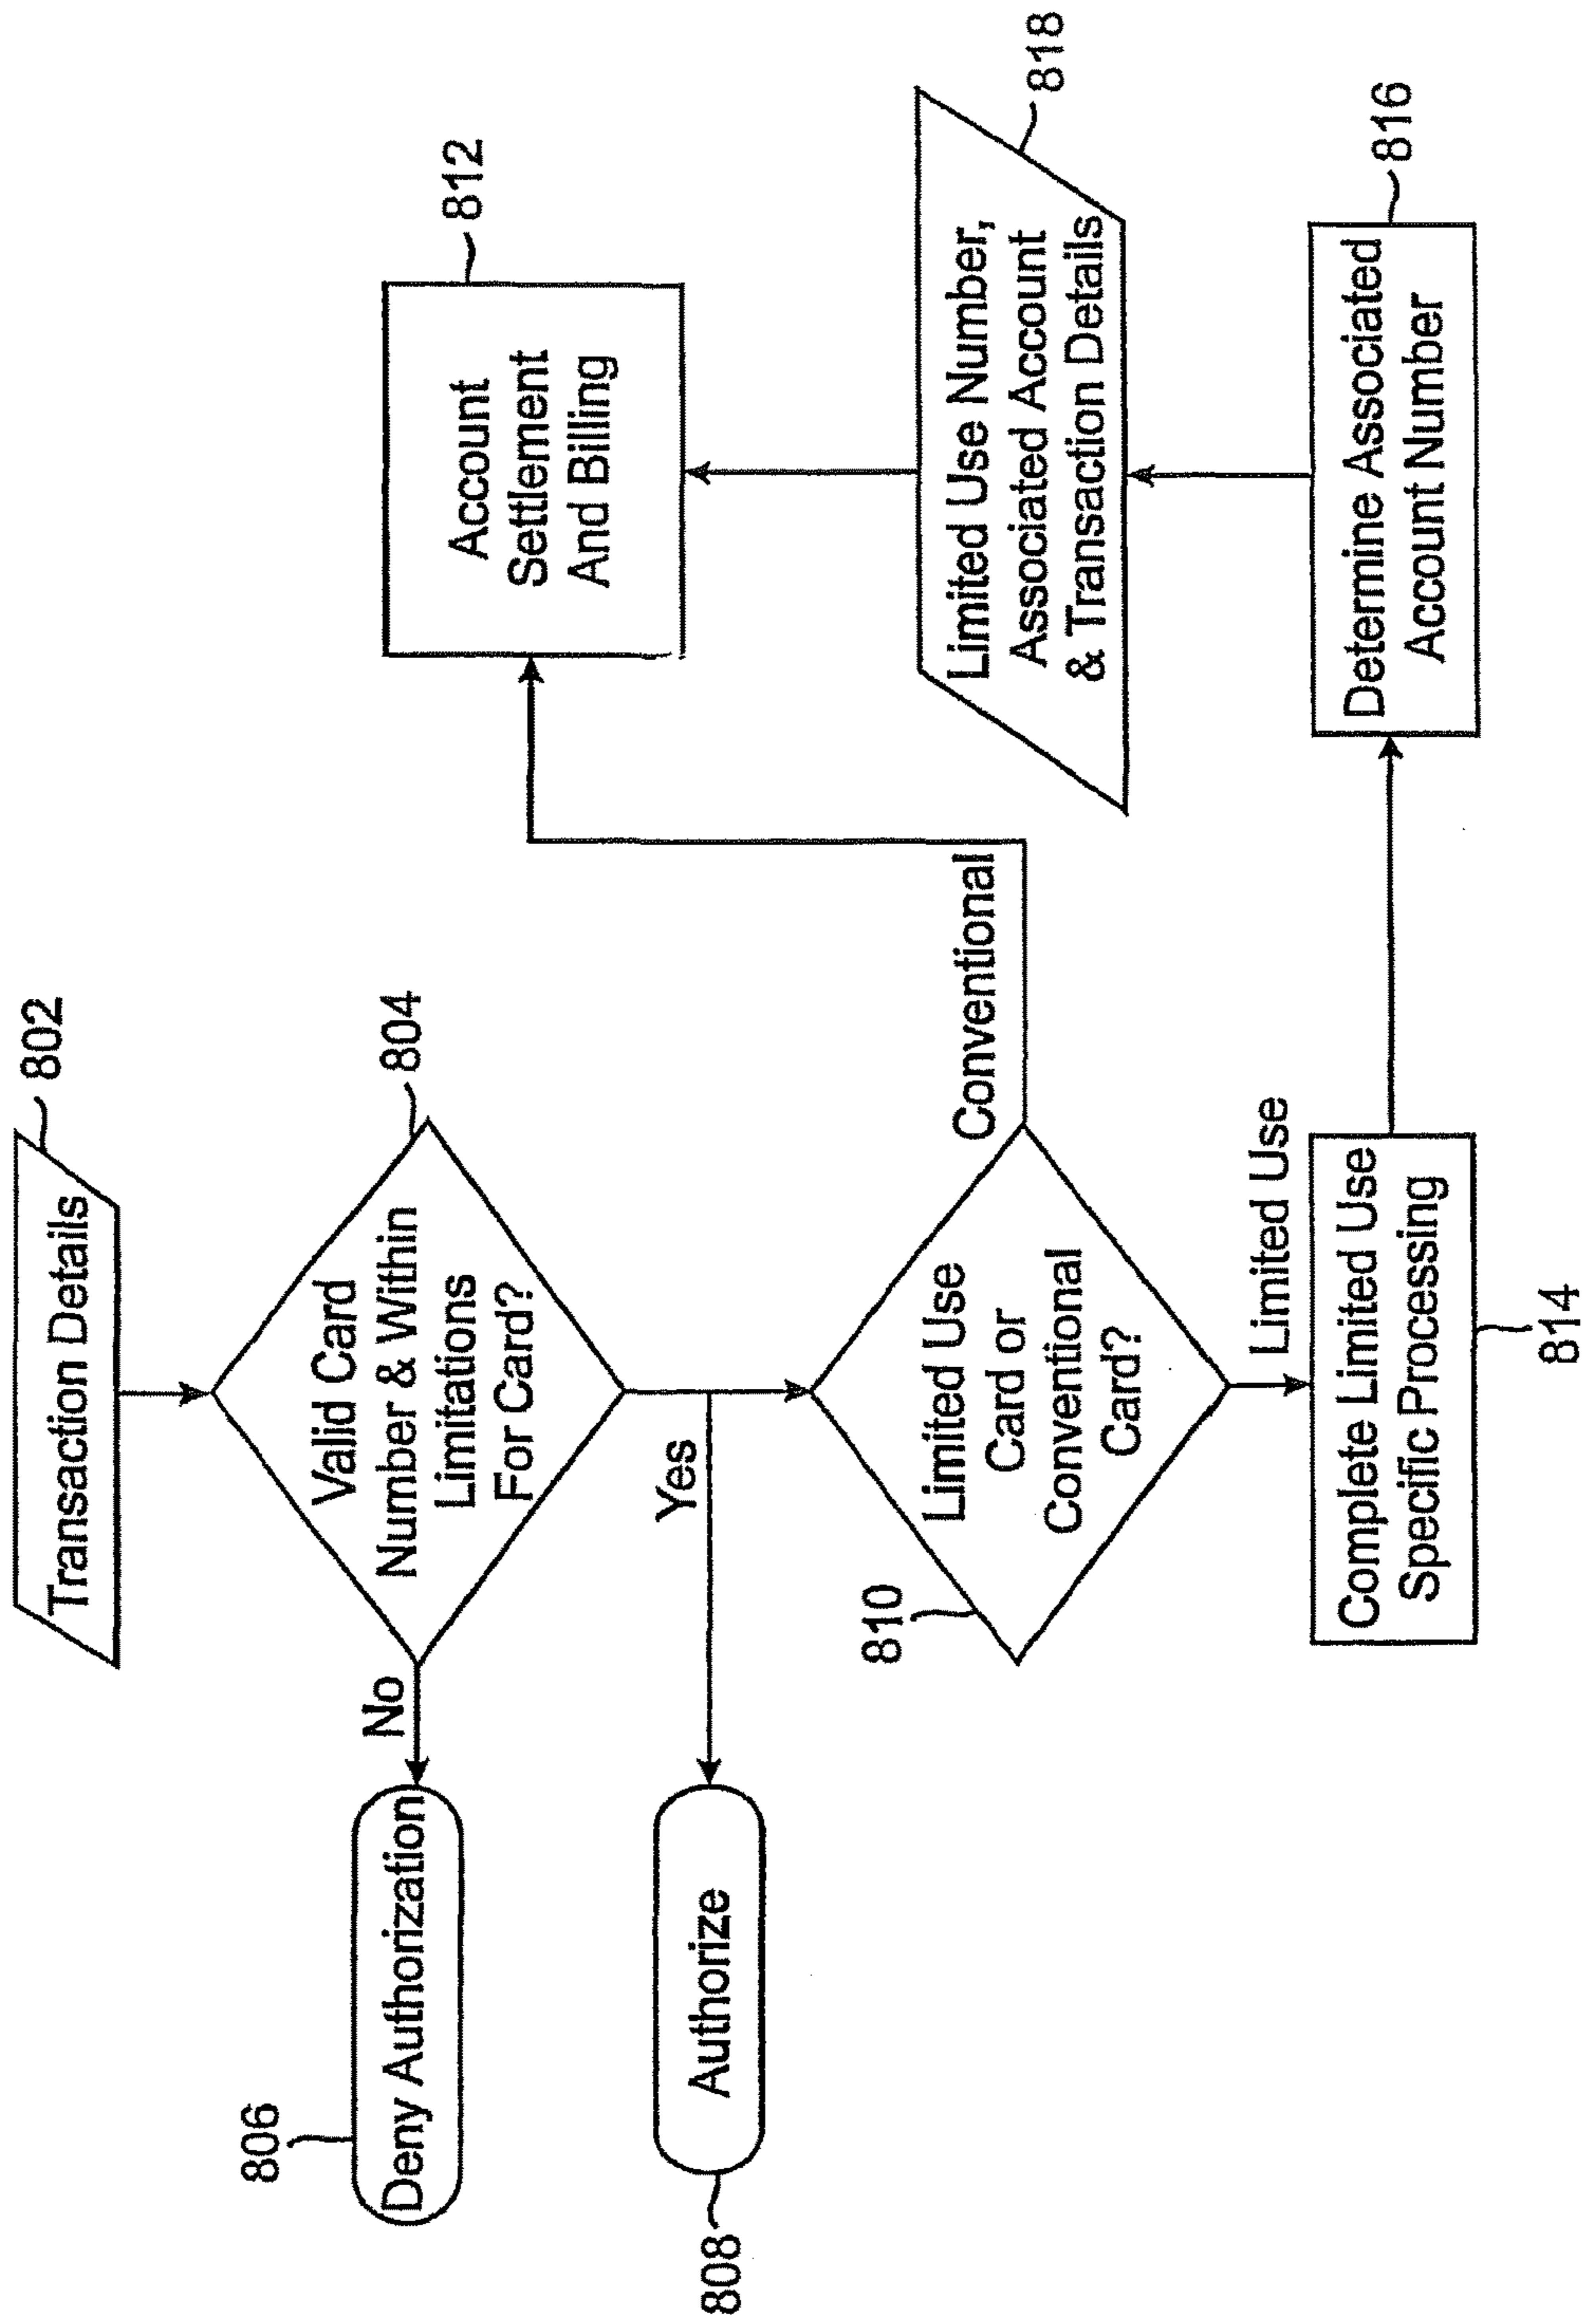 Transaction Details
802
Valid Card
Number & Within
Limitations
For Card?
804
No
Deny Authorization
806
Yes
Authorize
808
Limited Use
Card or
Conventional
Card?
810
Conventional
Account
Settlement
And Billing
812
Limited Use
Complete Limited Use
Specific Processing
814
Determine Associated
Account Number
816
Limited Use Number,
Associated Account
& Transaction Details
818